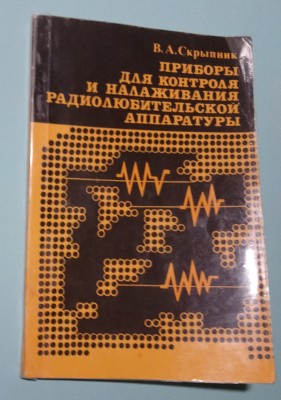 В. А. Скрыпник
ПРИБОРЫ
ДЛЯ КОНТРОЛЯ
И НАЛАЖИВАНИЯ
РАДИОЛЮБИТЕЛЬСКОЙ
АППАРАТУРЫ